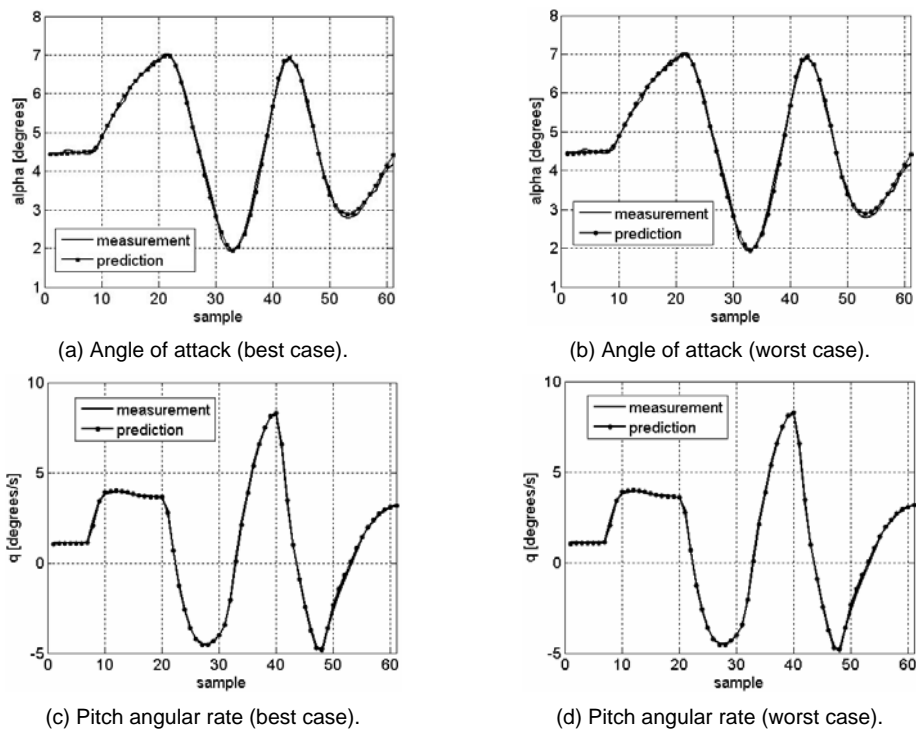 8
7
6
5
4
3
2
1
alpha [degrees]
measurement
prediction
0 10 20 30 40 50 60
sample
(a) Angle of attack (best case).
8
7
6
5
4
3
2
1
alpha [degrees]
measurement
prediction
0 10 20 30 40 50 60
sample
(b) Angle of attack (worst case).
10
5
0
-5
q [degrees/s]
measurement
prediction
0 10 20 30 40 50 60
sample
(c) Pitch angular rate (best case).
10
5
0
-5
q [degrees/s]
measurement
prediction
0 10 20 30 40 50 60
sample
(d) Pitch angular rate (worst case).